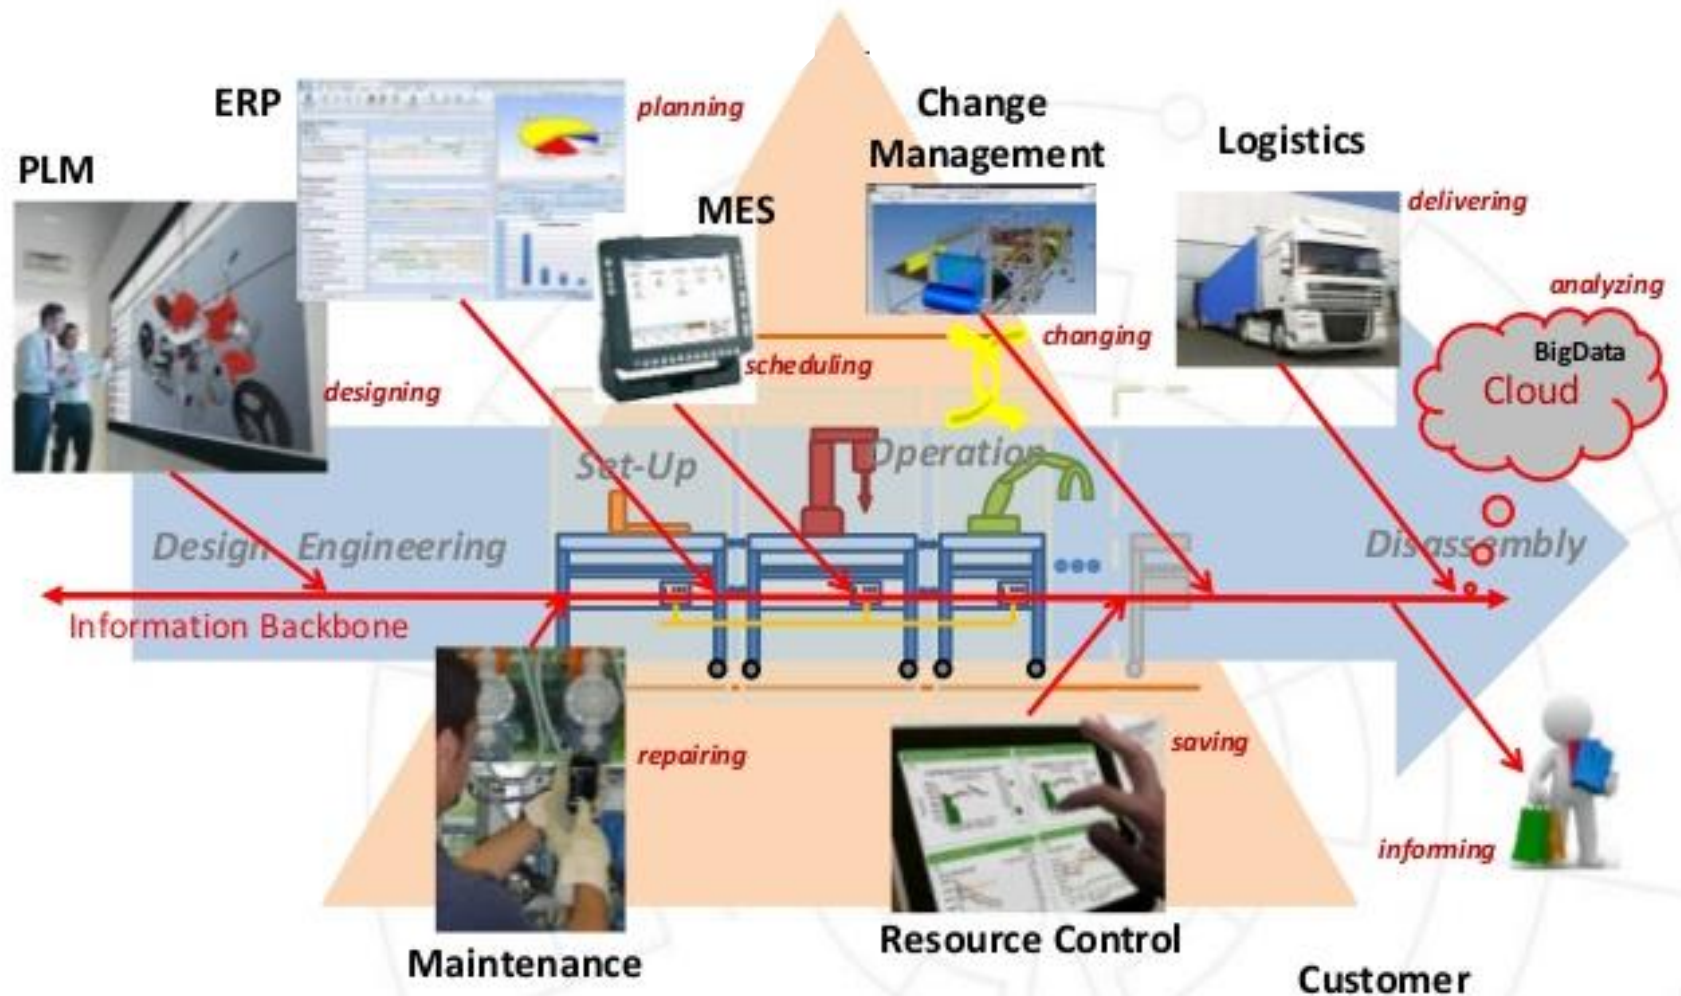 ERP
planning
Change
Management
Logistics
PLM
MES
delivering
analyzing
changing
BigData
Cloud
scheduling
designing
Set-Up
Operation
Design Engineering
Disassembly
Information Backbone
repairing
saving
informing
Maintenance
Resource Control
Customer